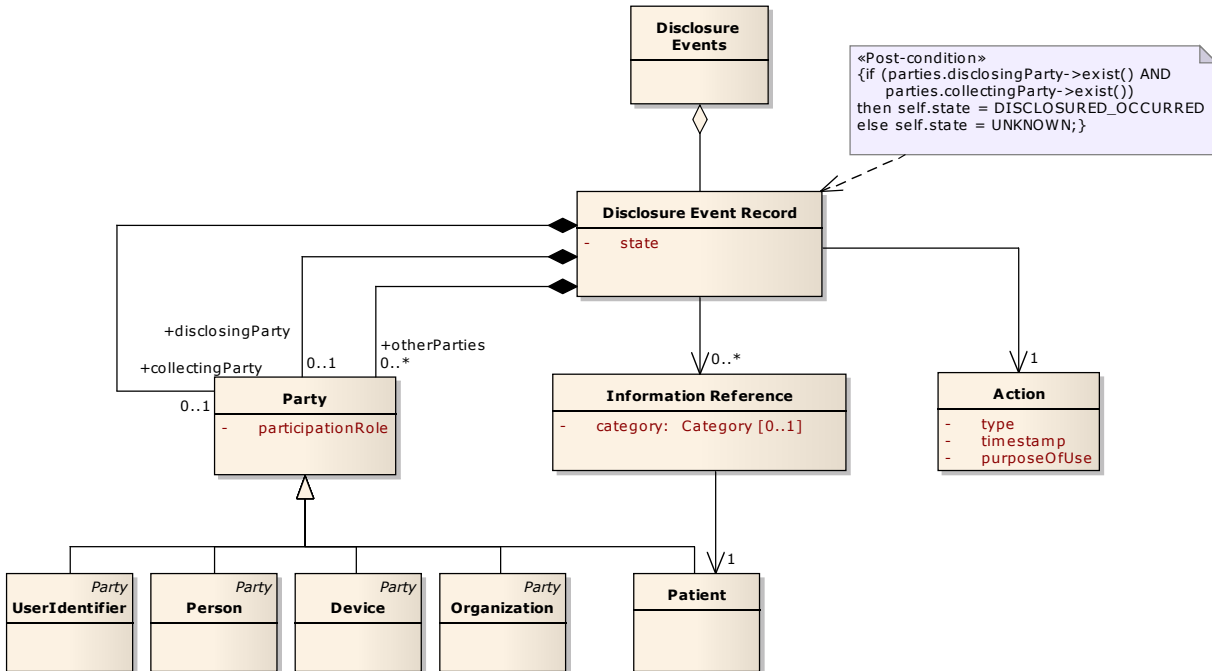 Disclosure
Events
«Post-condition»
{if (parties.disclosingParty->exist() AND
parties.collectingParty->exist())
then self.state = DISCLOSURED_OCCURRED
else self.state = UNKNOWN;}
Disclosure Event Record
- state
+disclosingParty
+otherParties
+collectingParty
0..1
0..*
0..*
1
0..1
Party
- participationRole
Information Reference
- category: Category [0..1]
Action
- type
- timestamp
- purposeOfUse
1
Party
UserIdentifier
Party
Person
Party
Device
Party
Organization
Patient